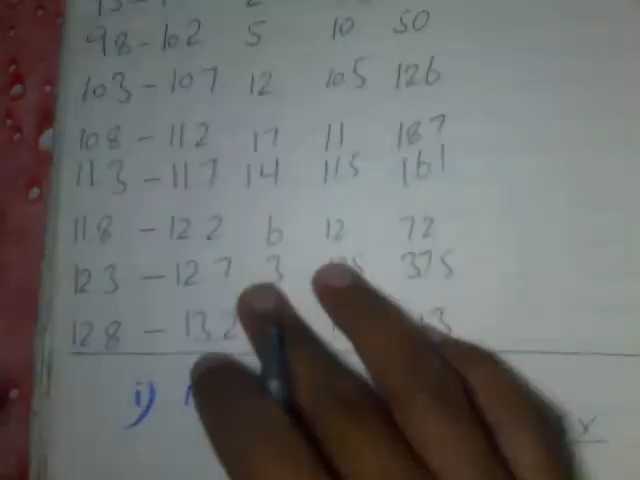 98-102 5 10 50
103-107 12 105 126
108-112 17 11 187
113-117 14 115 161
118-122 6 12 72
123-127 3 375
128-132
i)
x